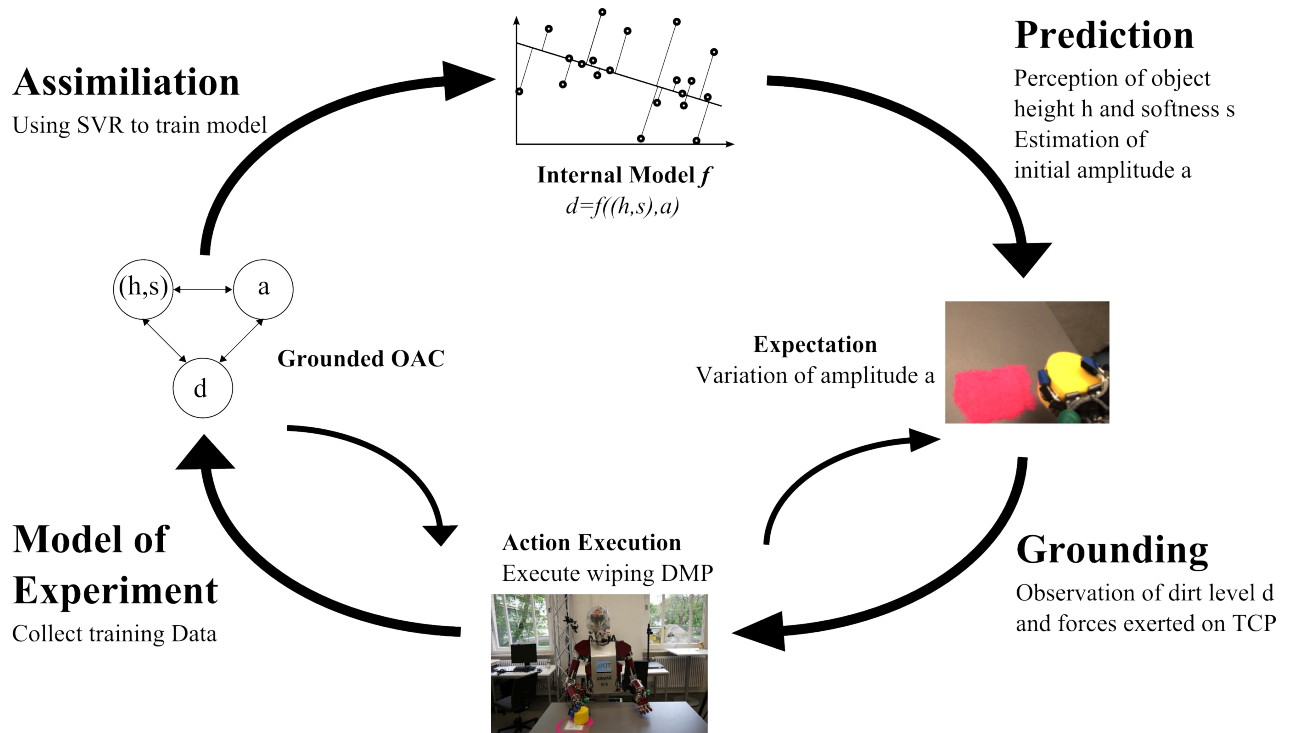 Assimiliation
Using SVR to train model
Internal Model f
d=f((h,s),a)
Prediction
Perception of object
height h and softness s
Estimation of
initial amplitude a
(h,s)
a
d
Grounded OAC
Expectation
Variation of amplitude a
Model of
Experiment
Collect training Data
Action Execution
Execute wiping DMP
Grounding
Observation of dirt level d
and forces exerted on TCP